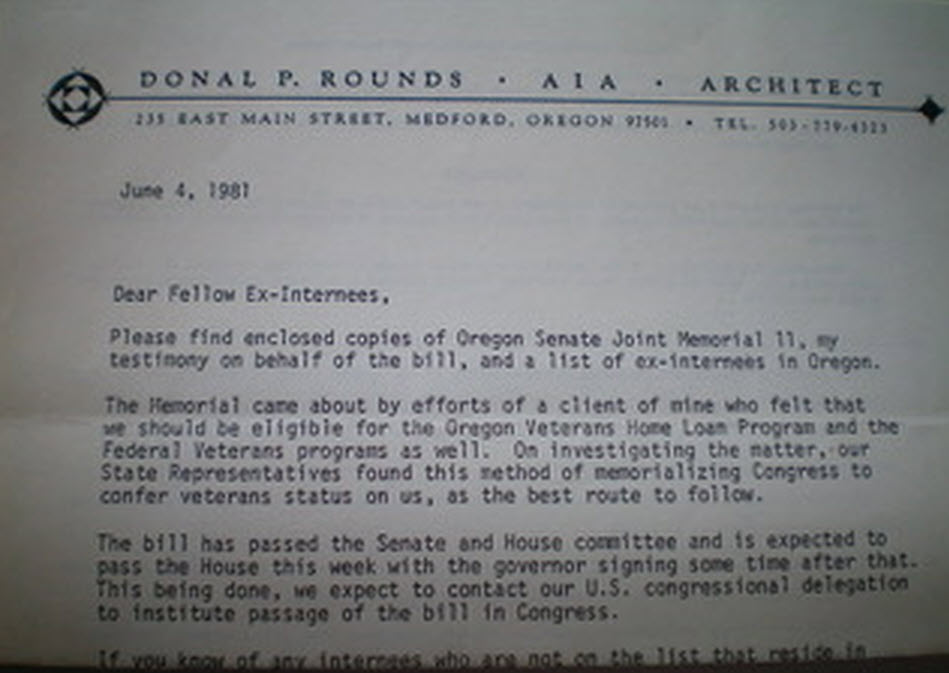 DONAL P. ROUNDS • AIA • ARCHITECT
235 EAST MAIN STREET, MEDFORD, OREGON 97501 • TEL. 503-779-4325
June 4, 1981
Dear Fellow Ex-Internees,
Please find enclosed copies of Oregon Senate Joint Memorial 11, my
testimony on behalf of the bill, and a list of ex-internees in Oregon.
The Memorial came about by efforts of a client of mine who felt that
we should be eligible for the Oregon Veterans Home Loan Program and the
Federal Veterans programs as well. On investigating the matter, our
State Representatives found this method of memorializing Congress to
confer veterans status on us, as the best route to follow.
The bill has passed the Senate and House committee and is expected to
pass the House this week with the governor signing some time after that.
This being done, we expect to contact our U.S. congressional delegation
to institute passage of the bill in Congress.
If you know of any internees who are not on the list that reside in